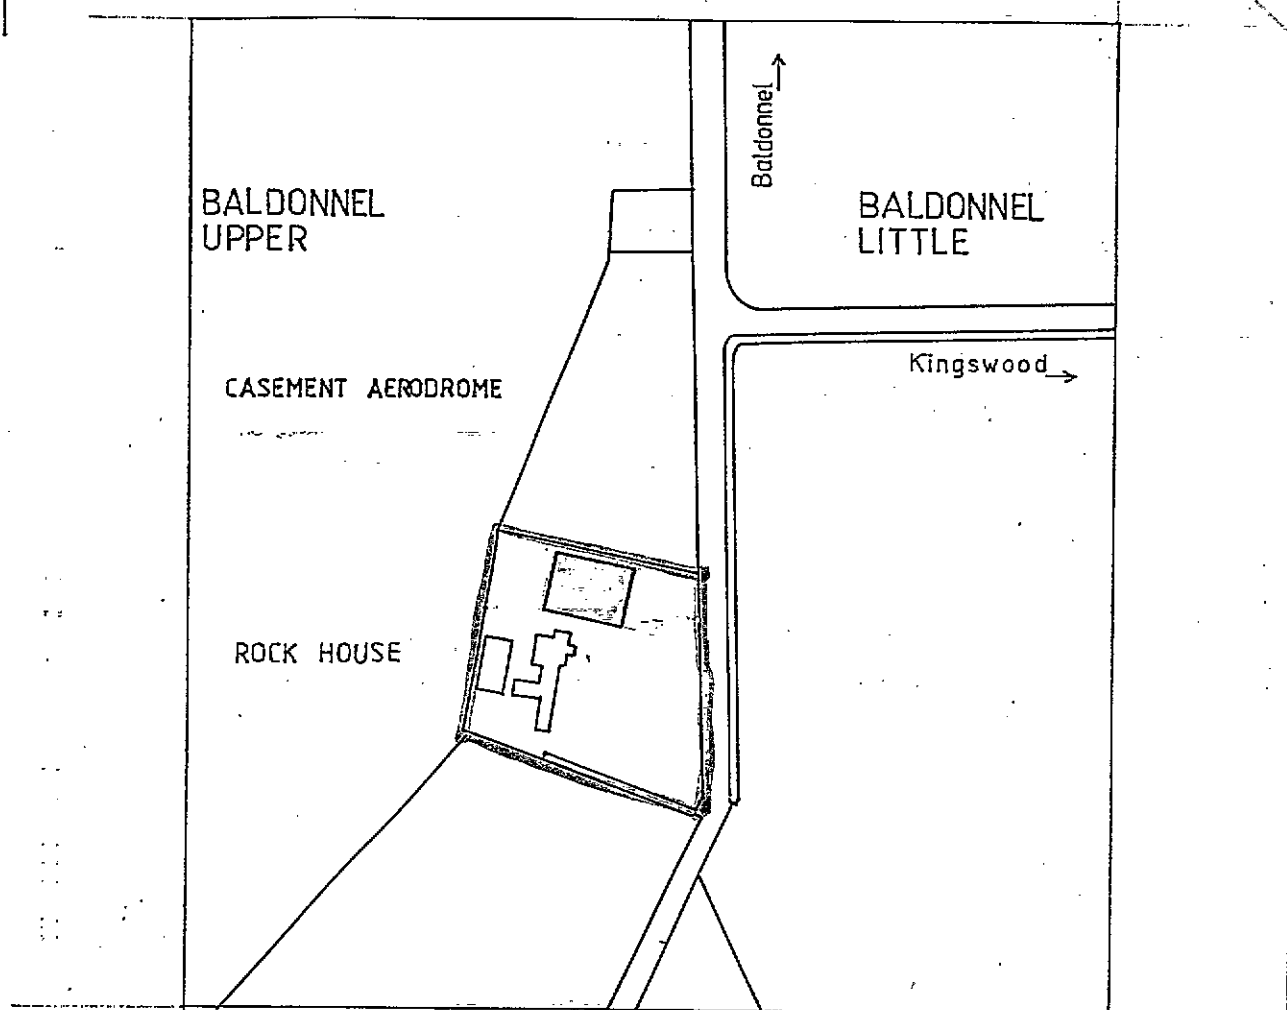 Baldonnel
BALDONNEL
UPPER
BALDONNEL
LITTLE
Kingswood
CASEMENT AERODROME
ROCK HOUSE